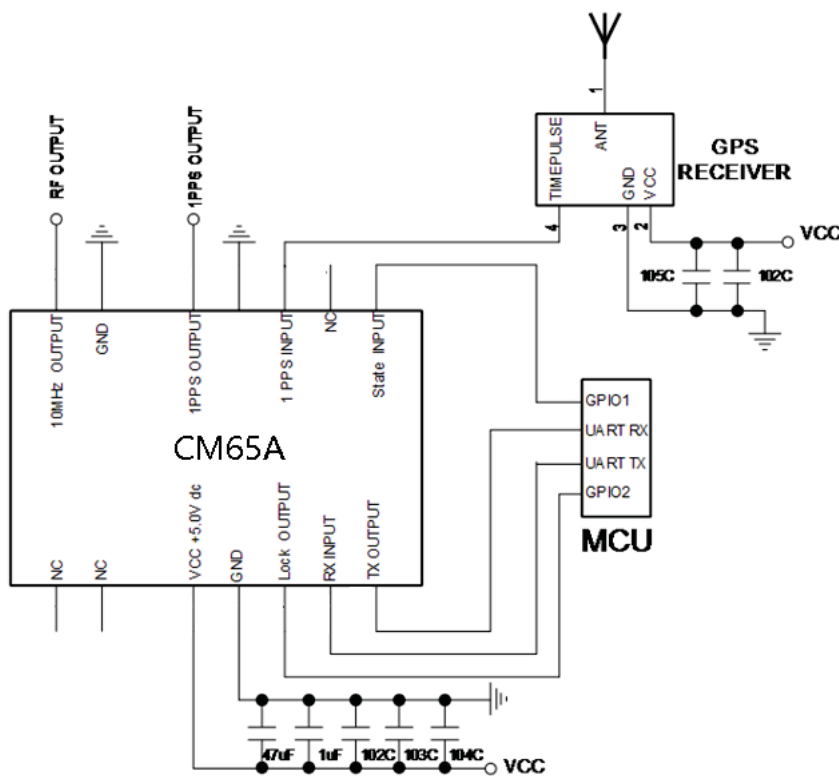 1
TIMEPULSE
ANT
GND
VCC
GPS
RECEIVER
4
3
2
VCC
105C
102C
RF OUTPUT
1PPS OUTPUT
10MHz OUTPUT
GND
1PPS OUTPUT
1 PPS INPUT
NC
State INPUT
CM65A
NC
NC
VCC +5.0V dc
GND
Lock OUTPUT
RX INPUT
TX OUTPUT
GPIO1
UART RX
UART TX
GPIO2
MCU
47uF
1uF
102C
103C
104C
VCC